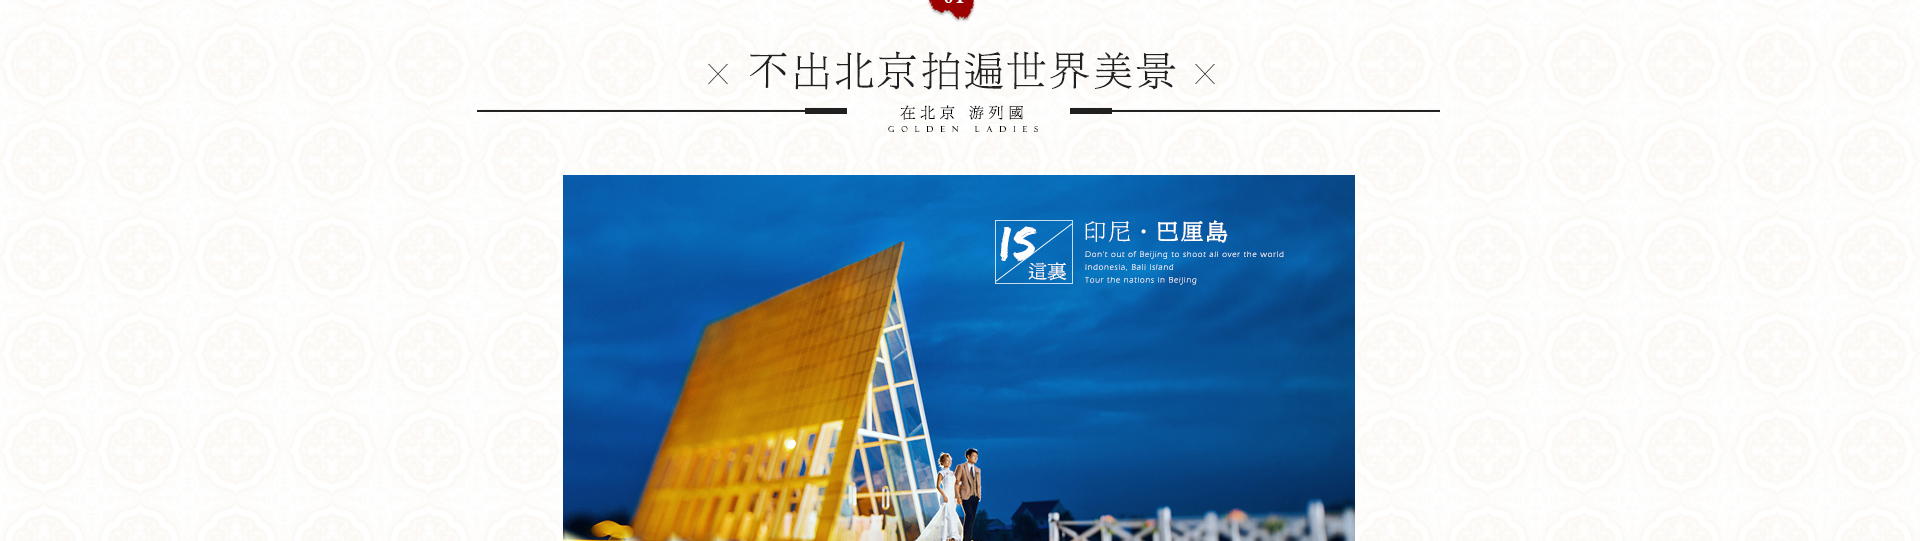 不出北京拍遍世界美景
在北京 游列國
GOLDEN LADIES
IS
這裏
印尼·巴厘島
Don't out of Beijing to shoot all over the world
Indonesia, Bali Island
Tour the nations in Beijing